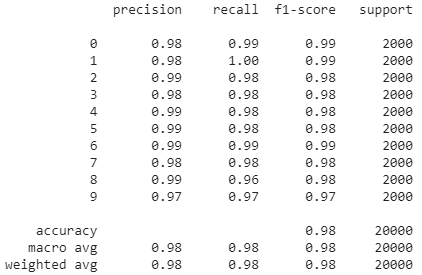 precision recall f1-score support
0 0.98 0.99 0.99 2000
1 0.98 1.00 0.99 2000
2 0.99 0.98 0.98 2000
3 0.98 0.98 0.98 2000
4 0.99 0.98 0.98 2000
5 0.99 0.98 0.98 2000
6 0.99 0.99 0.99 2000
7 0.98 0.98 0.98 2000
8 0.99 0.96 0.98 2000
9 0.97 0.97 0.97 2000
accuracy 0.98 20000
macro avg 0.98 0.98 0.98 20000
weighted avg 0.98 0.98 0.98 20000